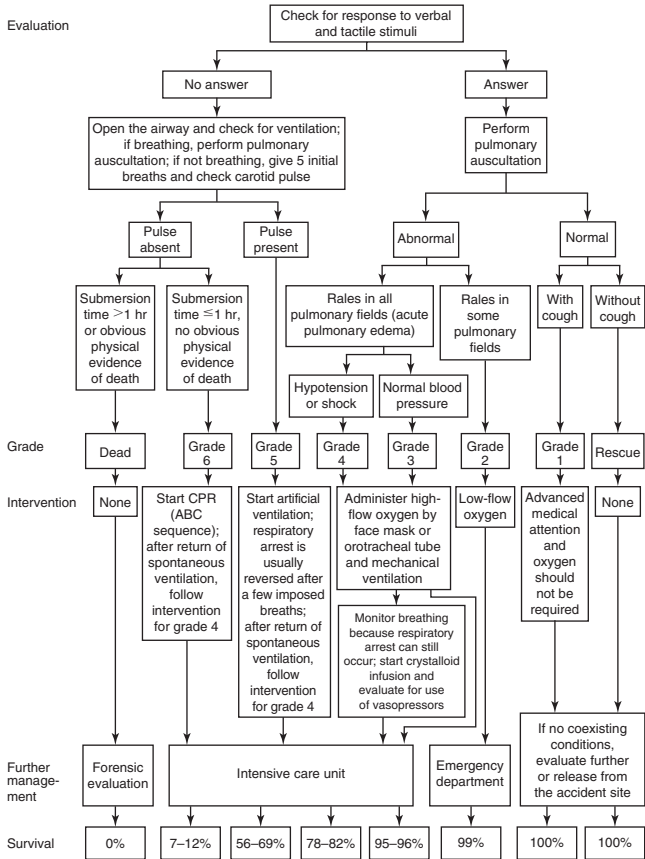 Evaluation
Check for response to verbal
and tactile stimuli
No answer
Answer
Open the airway and check for ventilation;
if breathing, perform pulmonary
auscultation; if not breathing, give 5 initial
breaths and check carotid pulse
Perform
pulmonary
auscultation
Pulse
absent
Pulse
present
Abnormal
Normal
Submersion
time >1 hr
or obvious
physical
evidence
of death
Submersion
time ≤1 hr,
no obvious
physical
evidence
of death
Rales in all
pulmonary fields (acute
pulmonary edema)
Rales in
some
pulmonary
fields
With
cough
Without
cough
Hypotension
or shock
Normal blood
pressure
Grade
Dead
Grade
6
Grade
5
Grade
4
Grade
3
Grade
2
Grade
1
Rescue
Intervention
None
Start CPR
(ABC
sequence);
after return of
spontaneous
ventilation,
follow
intervention
for grade 4
Start artificial
ventilation;
respiratory
arrest is
usually
reversed after
a few imposed
breaths;
after return of
spontaneous
ventilation,
follow
intervention
for grade 4
Administer high-
flow oxygen by
face mask or
orotracheal tube
and mechanical
ventilation
Low-flow
oxygen
Advanced
medical
attention
and
oxygen
should
not be
required
None
Monitor breathing
because respiratory
arrest can still
occur; start crystalloid
infusion and
evaluate for use
of vasopressors
Further
manage-
ment
Forensic
evaluation
Intensive care unit
Emergency
department
If no coexisting
conditions,
evaluate further
or release from
the accident site
Survival
0%
7–12%
56–69%
78–82%
95–96%
99%
100%
100%